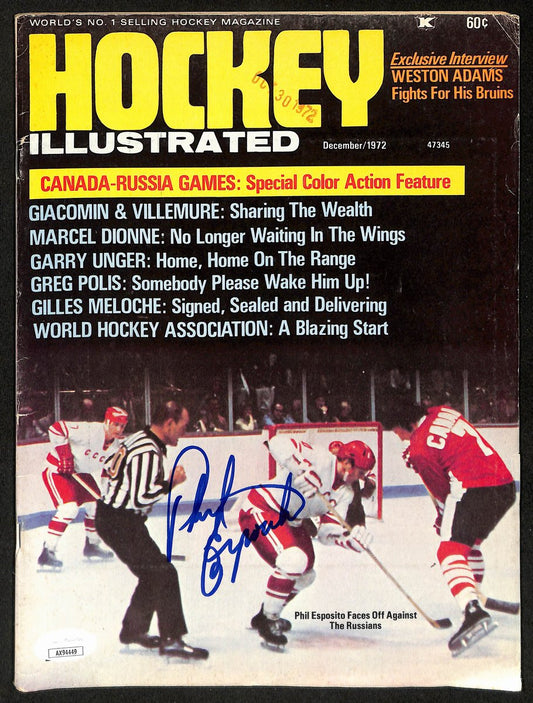 WORLD'S NO. 1 SELLING HOCKEY MAGAZINE
K
60¢
HOCKEY
OCT 30 1972
ILLUSTRATED
December/1972
47345
Exclusive Interview
WESTON ADAMS
Fights For His Bruins
CANADA-RUSSIA GAMES: Special Color Action Feature
GIACOMIN & VILLEMURE: Sharing The Wealth
MARCEL DIONNE: No Longer Waiting In The Wings
GARRY UNGER: Home, Home On The Range
GREG POLIS: Somebody Please Wake Him Up!
GILLES MELOCHE: Signed, Sealed and Delivering
WORLD HOCKEY ASSOCIATION: A Blazing Start
CCCP
CANAD
7
Phil Esposito
Phil Esposito Faces Off Against
The Russians
AX94449